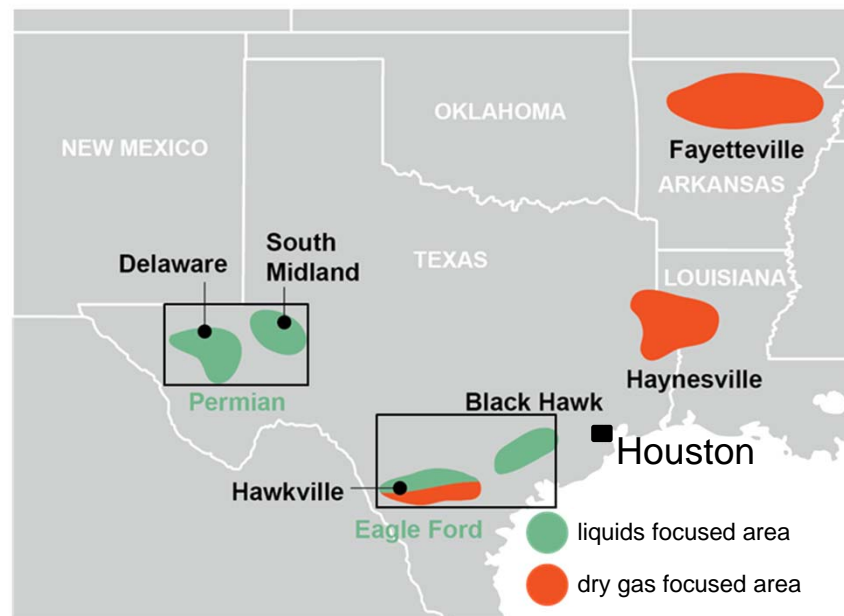 OKLAHOMA
NEW MEXICO
Fayetteville
ARKANSAS
South
Midland
Delaware
TEXAS
LOUISIANA
Permian
Haynesville
Black Hawk
Houston
Hawkville
Eagle Ford
liquids focused area
dry gas focused area